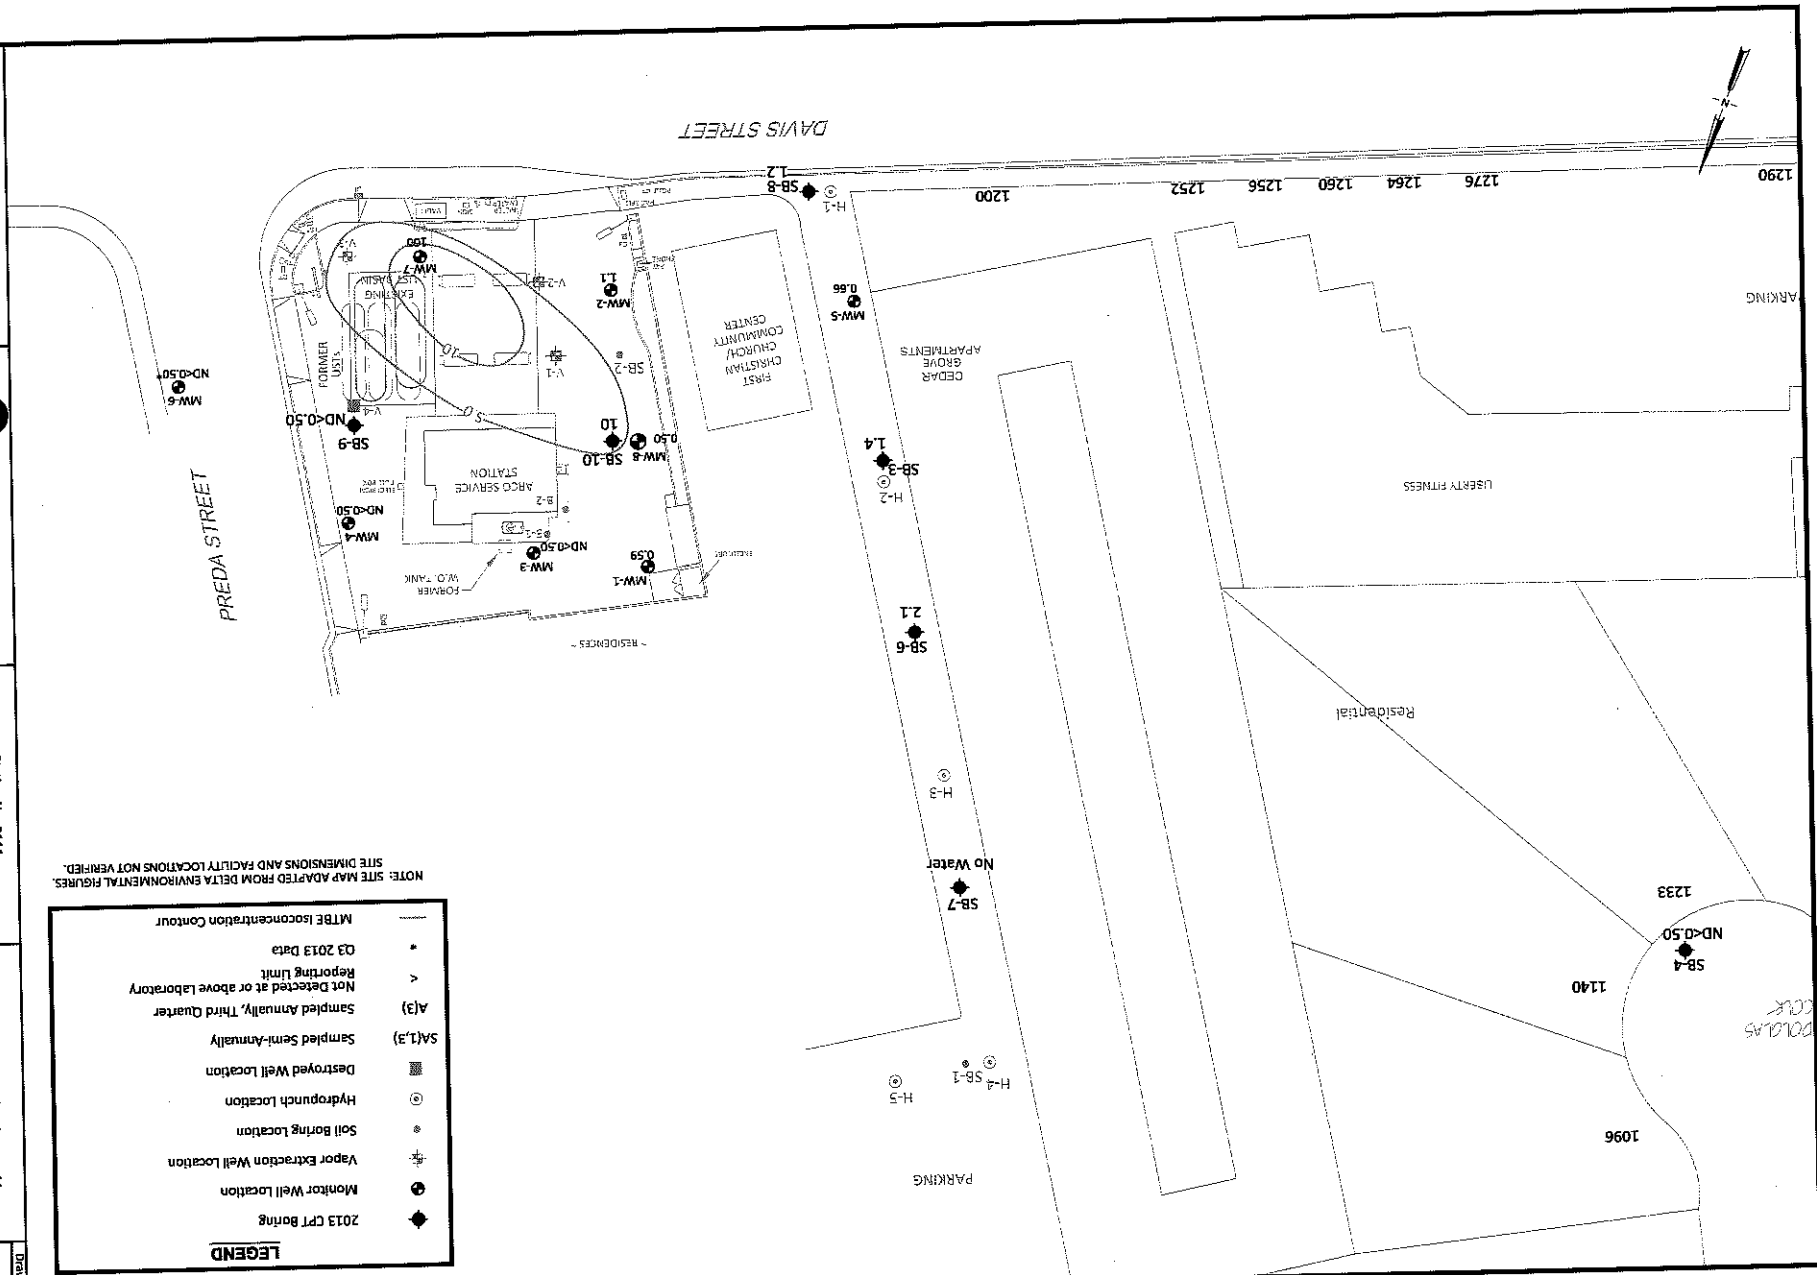 LEGEND
2013 CPT Boring
Monitor Well Location
Vapor Extraction Well Location
Soil Boring Location
Hydropunch Location
Destroyed Well Location
SA(1,3) Sampled Semi-Annually
A(3) Sampled Annually, Third Quarter
< Not Detected at or above Laboratory
Reporting Limit
* Q3 2013 Data
MTBE Isoconcentration Contour
NOTE: SITE MAP ADAPTED FROM DELTA ENVIRONMENTAL FIGURES.
SITE DIMENSIONS AND FACILITY LOCATIONS NOT VERIFIED.
PARKING
1096
H-5
H-4
SB-1
1140
SB-4
ND<0.50
1233
SB-7
No Water
H-3
Residential
~ RESIDENCES ~
SB-6
2.1
FORMER
W.O. TANK
MW-1
0.59
MW-3
ND<0.50
B-1
B-2
MW-4
ND<0.50
ARCO SERVICE
STATION
H-2
SB-3
1.4
LIBERTY FITNESS
PREDA STREET
MW-8
0.50
SB-10
10
SB-9
ND<0.50
V-4
MW-6
ND<0.50
FORMER
USTs
V-1
SB-2
FIRST
CHRISTIAN
CHURCH/
COMMUNITY
CENTER
CEDAR
GROVE
APARTMENTS
MW-5
0.66
MW-2
1.1
V-2
EXISTING
UST BASIN
MW-7
100
V-3
VAULT
H-1
SB-8
1.2
1200
1252
1256
1260
1264
1276
1290
DAVIS STREET
N